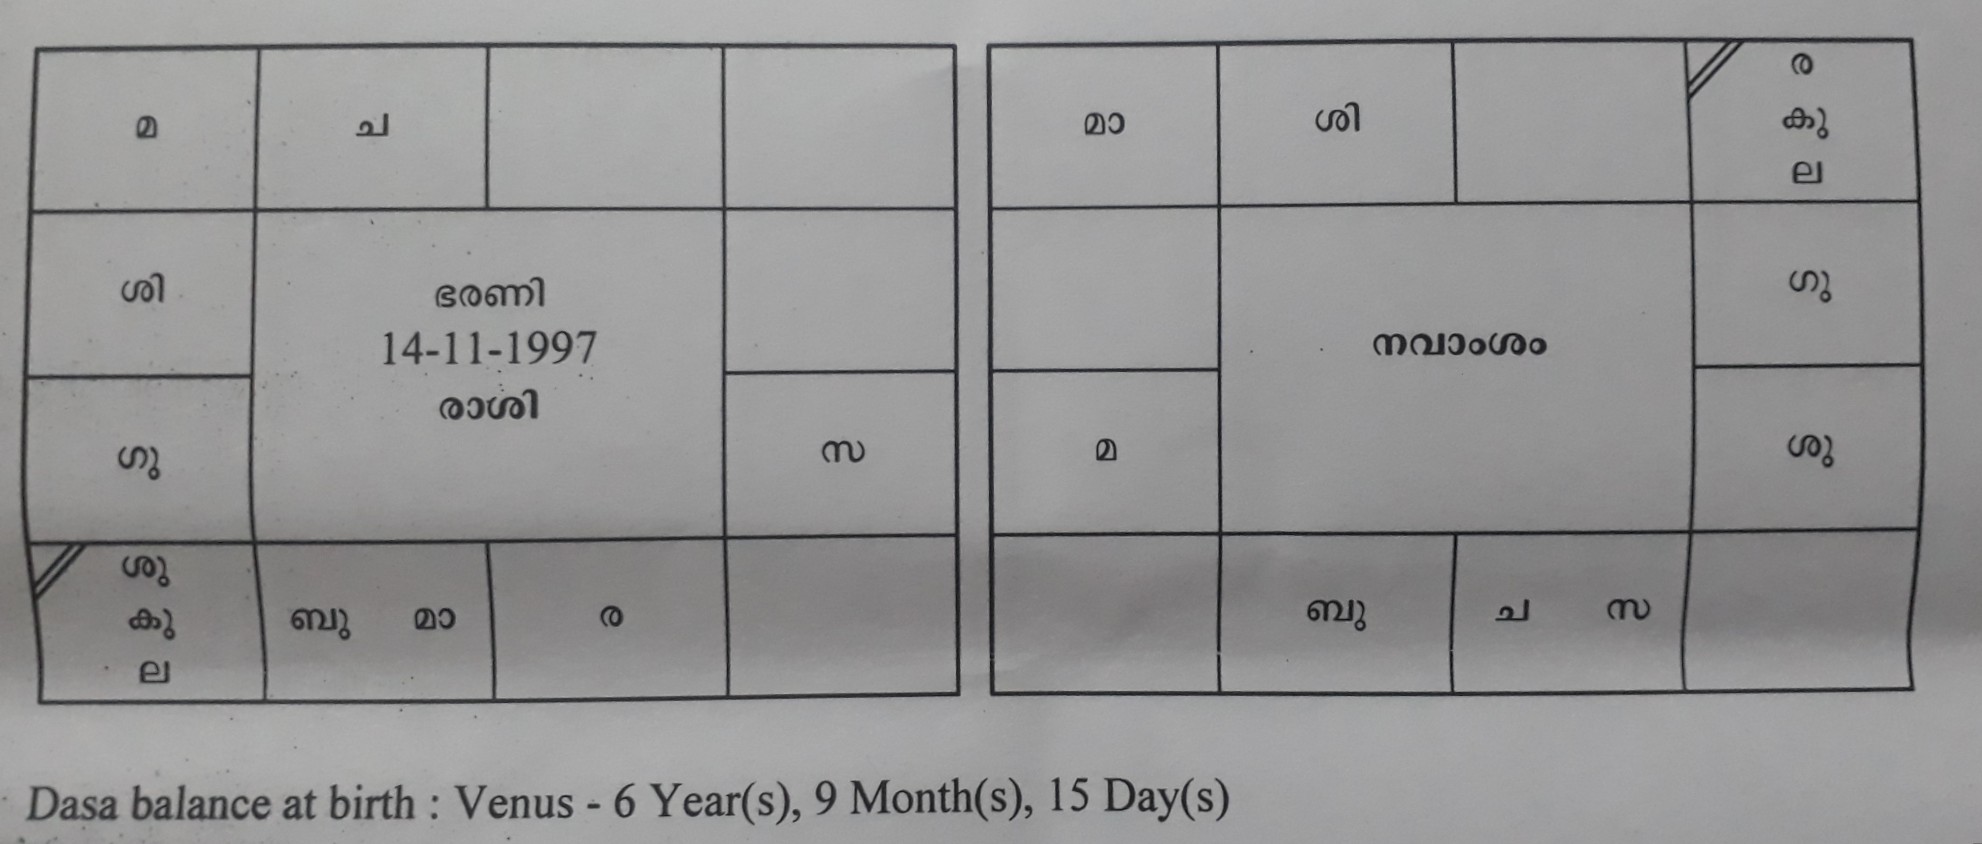 മ
ച
ശി
ഗു
ഭരണി
14-11-1997
രാശി
സ
ശു
കു
ല
ബു മാ
ര
മാ
ശി
ര
കു
ല
ഗു
നവാംശം
മ
ശു
ബു
ച സ
Dasa balance at birth : Venus - 6 Year(s), 9 Month(s), 15 Day(s)